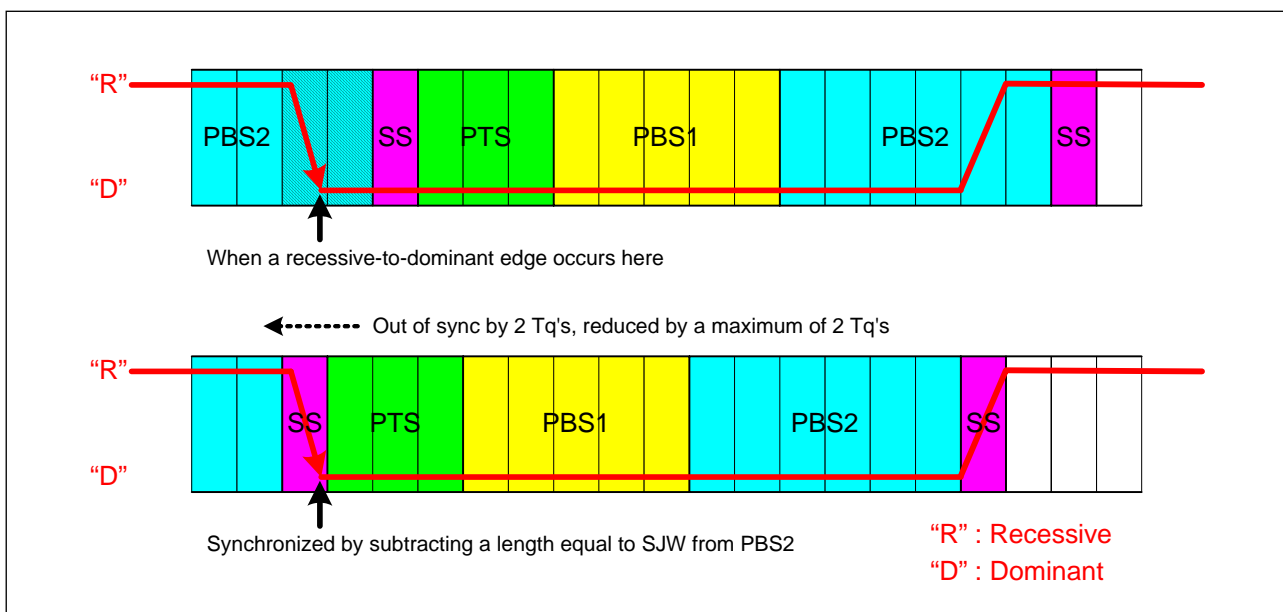 “R”
PBS2 SS PTS PBS1 PBS2 SS
“D”
When a recessive-to-dominant edge occurs here
Out of sync by 2 Tq's, reduced by a maximum of 2 Tq's
“R”
SS PTS PBS1 PBS2 SS
“D”
Synchronized by subtracting a length equal to SJW from PBS2
“R” : Recessive
“D” : Dominant